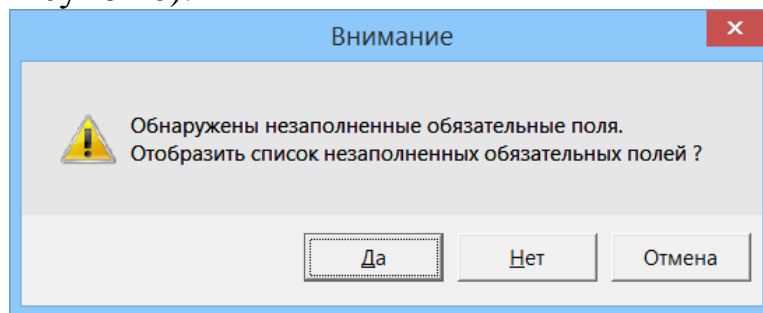 Внимание
Обнаружены незаполненные обязательные поля.
Отобразить список незаполненных обязательных полей ?
Да
Нет
Отмена